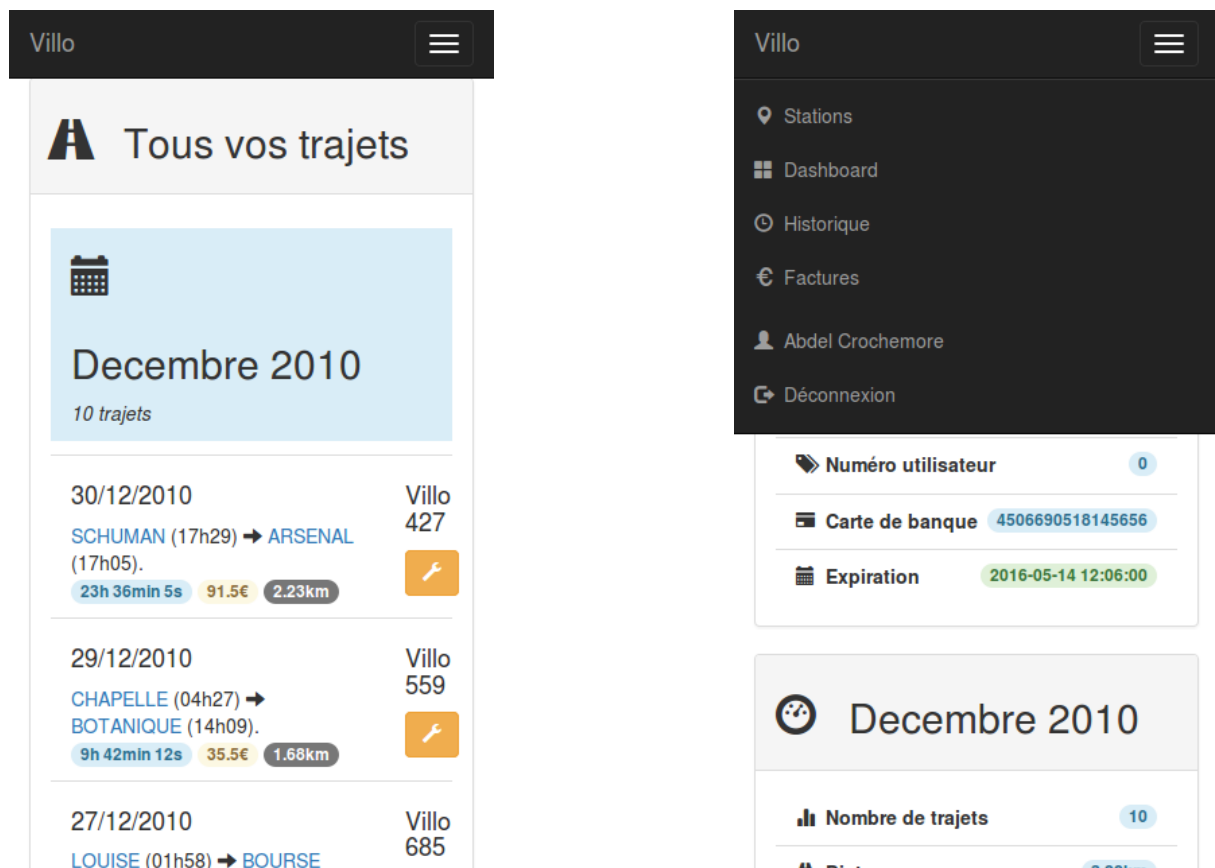 Villo
Tous vos trajets
Decembre 2010
10 trajets
30/12/2010
Villo
427
SCHUMAN (17h29) ➔ ARSENAL
(17h05).
23h 36min 5s 91.5€ 2.23km
29/12/2010
Villo
559
CHAPELLE (04h27) ➔
BOTANIQUE (14h09).
9h 42min 12s 35.5€ 1.68km
27/12/2010
Villo
685
LOUISE (01h58) ➔ BOURSE
Villo
Stations
Dashboard
Historique
€ Factures
Abdel Crochemore
Déconnexion
Numéro utilisateur 0
Carte de banque 4506690518145656
Expiration 2016-05-14 12:06:00
Decembre 2010
Nombre de trajets 10